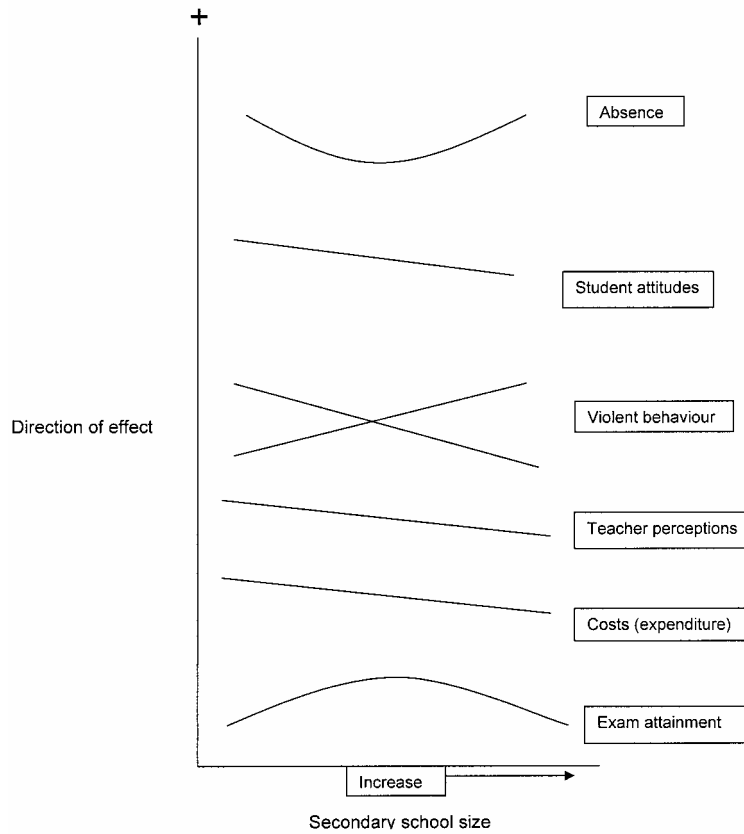 +
Absence
Student attitudes
Direction of effect
Violent behaviour
Teacher perceptions
Costs (expenditure)
Exam attainment
Increase
Secondary school size